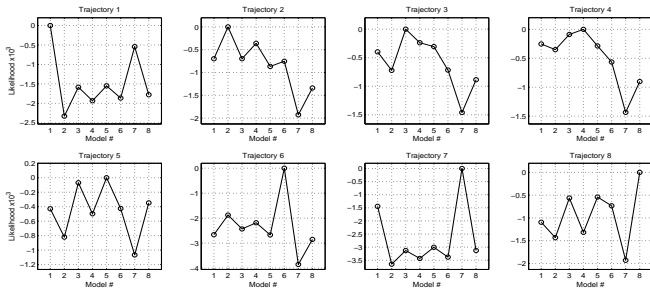 Trajectory 1
Trajectory 2
Trajectory 3
Trajectory 4
Likelihood x10³
0
−0.5
−1
−1.5
−2
−2.5
0
−0.5
−1
−1.5
−2
0
−0.5
−1
−1.5
0
−0.5
−1
−1.5
1 2 3 4 5 6 7 8
1 2 3 4 5 6 7 8
1 2 3 4 5 6 7 8
1 2 3 4 5 6 7 8
Model #
Model #
Model #
Model #
Trajectory 5
Trajectory 6
Trajectory 7
Trajectory 8
Likelihood x10³
0.2
0
−0.2
−0.4
−0.6
−0.8
−1
−1.2
0
−1
−2
−3
−4
0
−0.5
−1
−1.5
−2
−2.5
−3
−3.5
0
−0.5
−1
−1.5
−2
1 2 3 4 5 6 7 8
1 2 3 4 5 6 7 8
1 2 3 4 5 6 7 8
1 2 3 4 5 6 7 8
Model #
Model #
Model #
Model #